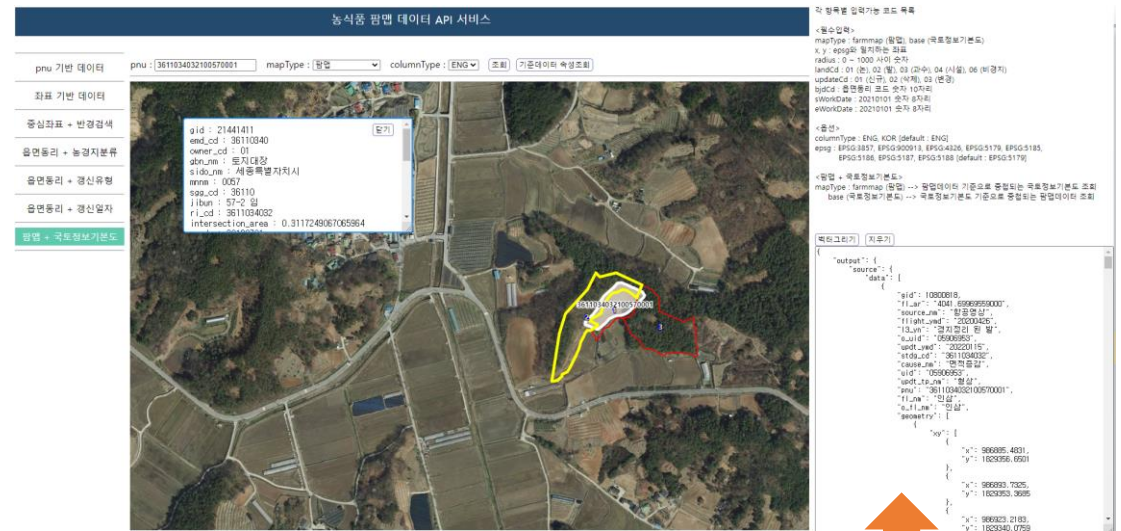 농식품 팜맵 데이터 API 서비스
pnu 기반 데이터
좌표 기반 데이터
중심좌표 + 반경검색
읍면동리 + 농경지분류
읍면동리 + 갱신유형
읍면동리 + 갱신일자
팜맵 + 국토정보기본도
pnu : 3611034032100570001 mapType : 팜맵 columnType : ENG 조회 기준데이터 속성조회
닫기
gid : 21441411
emd_cd : 36110340
owner_cd : 01
gbn_nm : 토지대장
sido_nm : 세종특별자치시
mnnm : 0057
sgg_cd : 36110
jibun : 57-2 임
ri_cd : 3611034032
intersection_area : 0.3117249067065964
3611034032100570001
2
3
각 항목별 입력가능 코드 목록
<필수입력>
mapType : farmmap (팜맵), base (국토정보기본도)
x, y : epsg와 일치하는 좌표
radius : 0 ~ 1000 사이 숫자
landCd : 01 (논), 02 (밭), 03 (과수), 04 (시설), 06 (비경지)
updateCd : 01 (신규), 02 (삭제), 03 (변경)
bjdCd : 읍면동리 코드 숫자 10자리
sWorkDate : 20210101 숫자 8자리
eWorkDate : 20210101 숫자 8자리
<옵션>
columnType : ENG, KOR [default : ENG]
epsg : EPSG:3857, EPSG:900913, EPSG:4326, EPSG:5179, EPSG:5185,
EPSG:5186, EPSG:5187, EPSG:5188 [default : EPSG:5179]
<팜맵 + 국토정보기본도>
mapType : farmmap (팜맵) --> 팜맵데이터 기준으로 중첩되는 국토정보기본도 조회
base (국토정보기본도) --> 국토정보기본도 기준으로 중첩되는 팜맵데이터 조회
벡터그리기 지우기
{
"output": {
"source": {
"data": [
{
"gid": 10800818,
"fl_ar": "4041.69969559000",
"source_nm": "항공영상",
"flight_ymd": "20200426",
"l3_yn": "경지정리 된 밭",
"o_uid": "05906953",
"updt_ymd": "20220115",
"stdg_cd": "3611034032",
"cause_nm": "면적증감",
"uid": "05906953",
"updt_tp_nm": "형상",
"pnu": "3611034032100570001",
"fl_nm": "인삼",
"o_fl_nm": "인삼",
"geometry": [
{
"xy": [
{
"x": 986885.4831,
"y": 1829356.6501
},
{
"x": 986893.7325,
"y": 1829353.3685
},
{
"x": 986923.2183,
"y": 1829340.0759